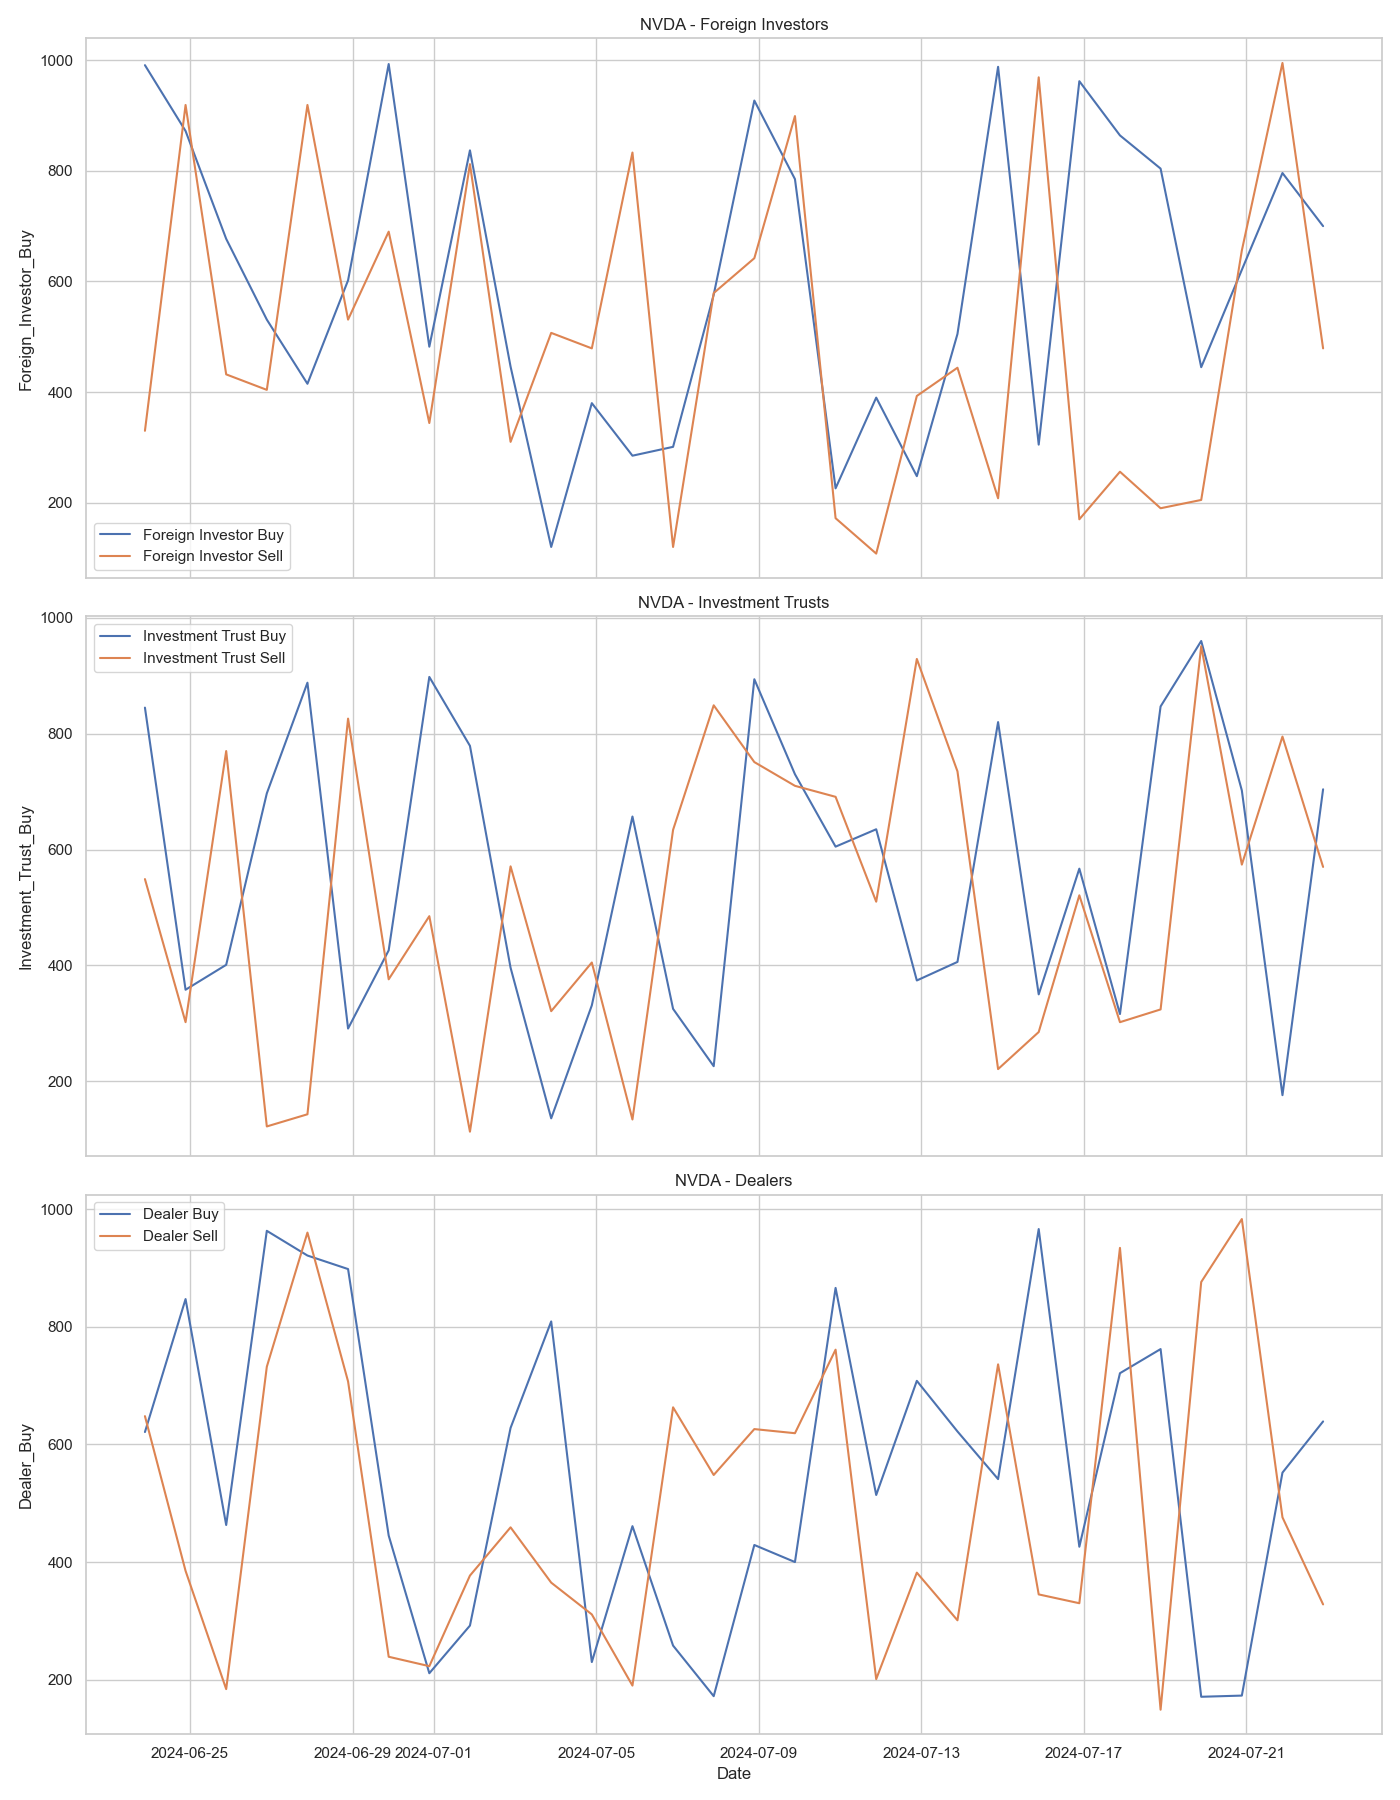 NVDA - Foreign Investors
1000
800
600
400
200
Foreign_Investor_Buy
Foreign Investor Buy
Foreign Investor Sell
NVDA - Investment Trusts
1000
800
600
400
200
Investment_Trust_Buy
Investment Trust Buy
Investment Trust Sell
NVDA - Dealers
1000
800
600
400
200
Dealer_Buy
Dealer Buy
Dealer Sell
2024-06-25 2024-06-29 2024-07-01 2024-07-05 2024-07-09 2024-07-13 2024-07-17 2024-07-21
Date